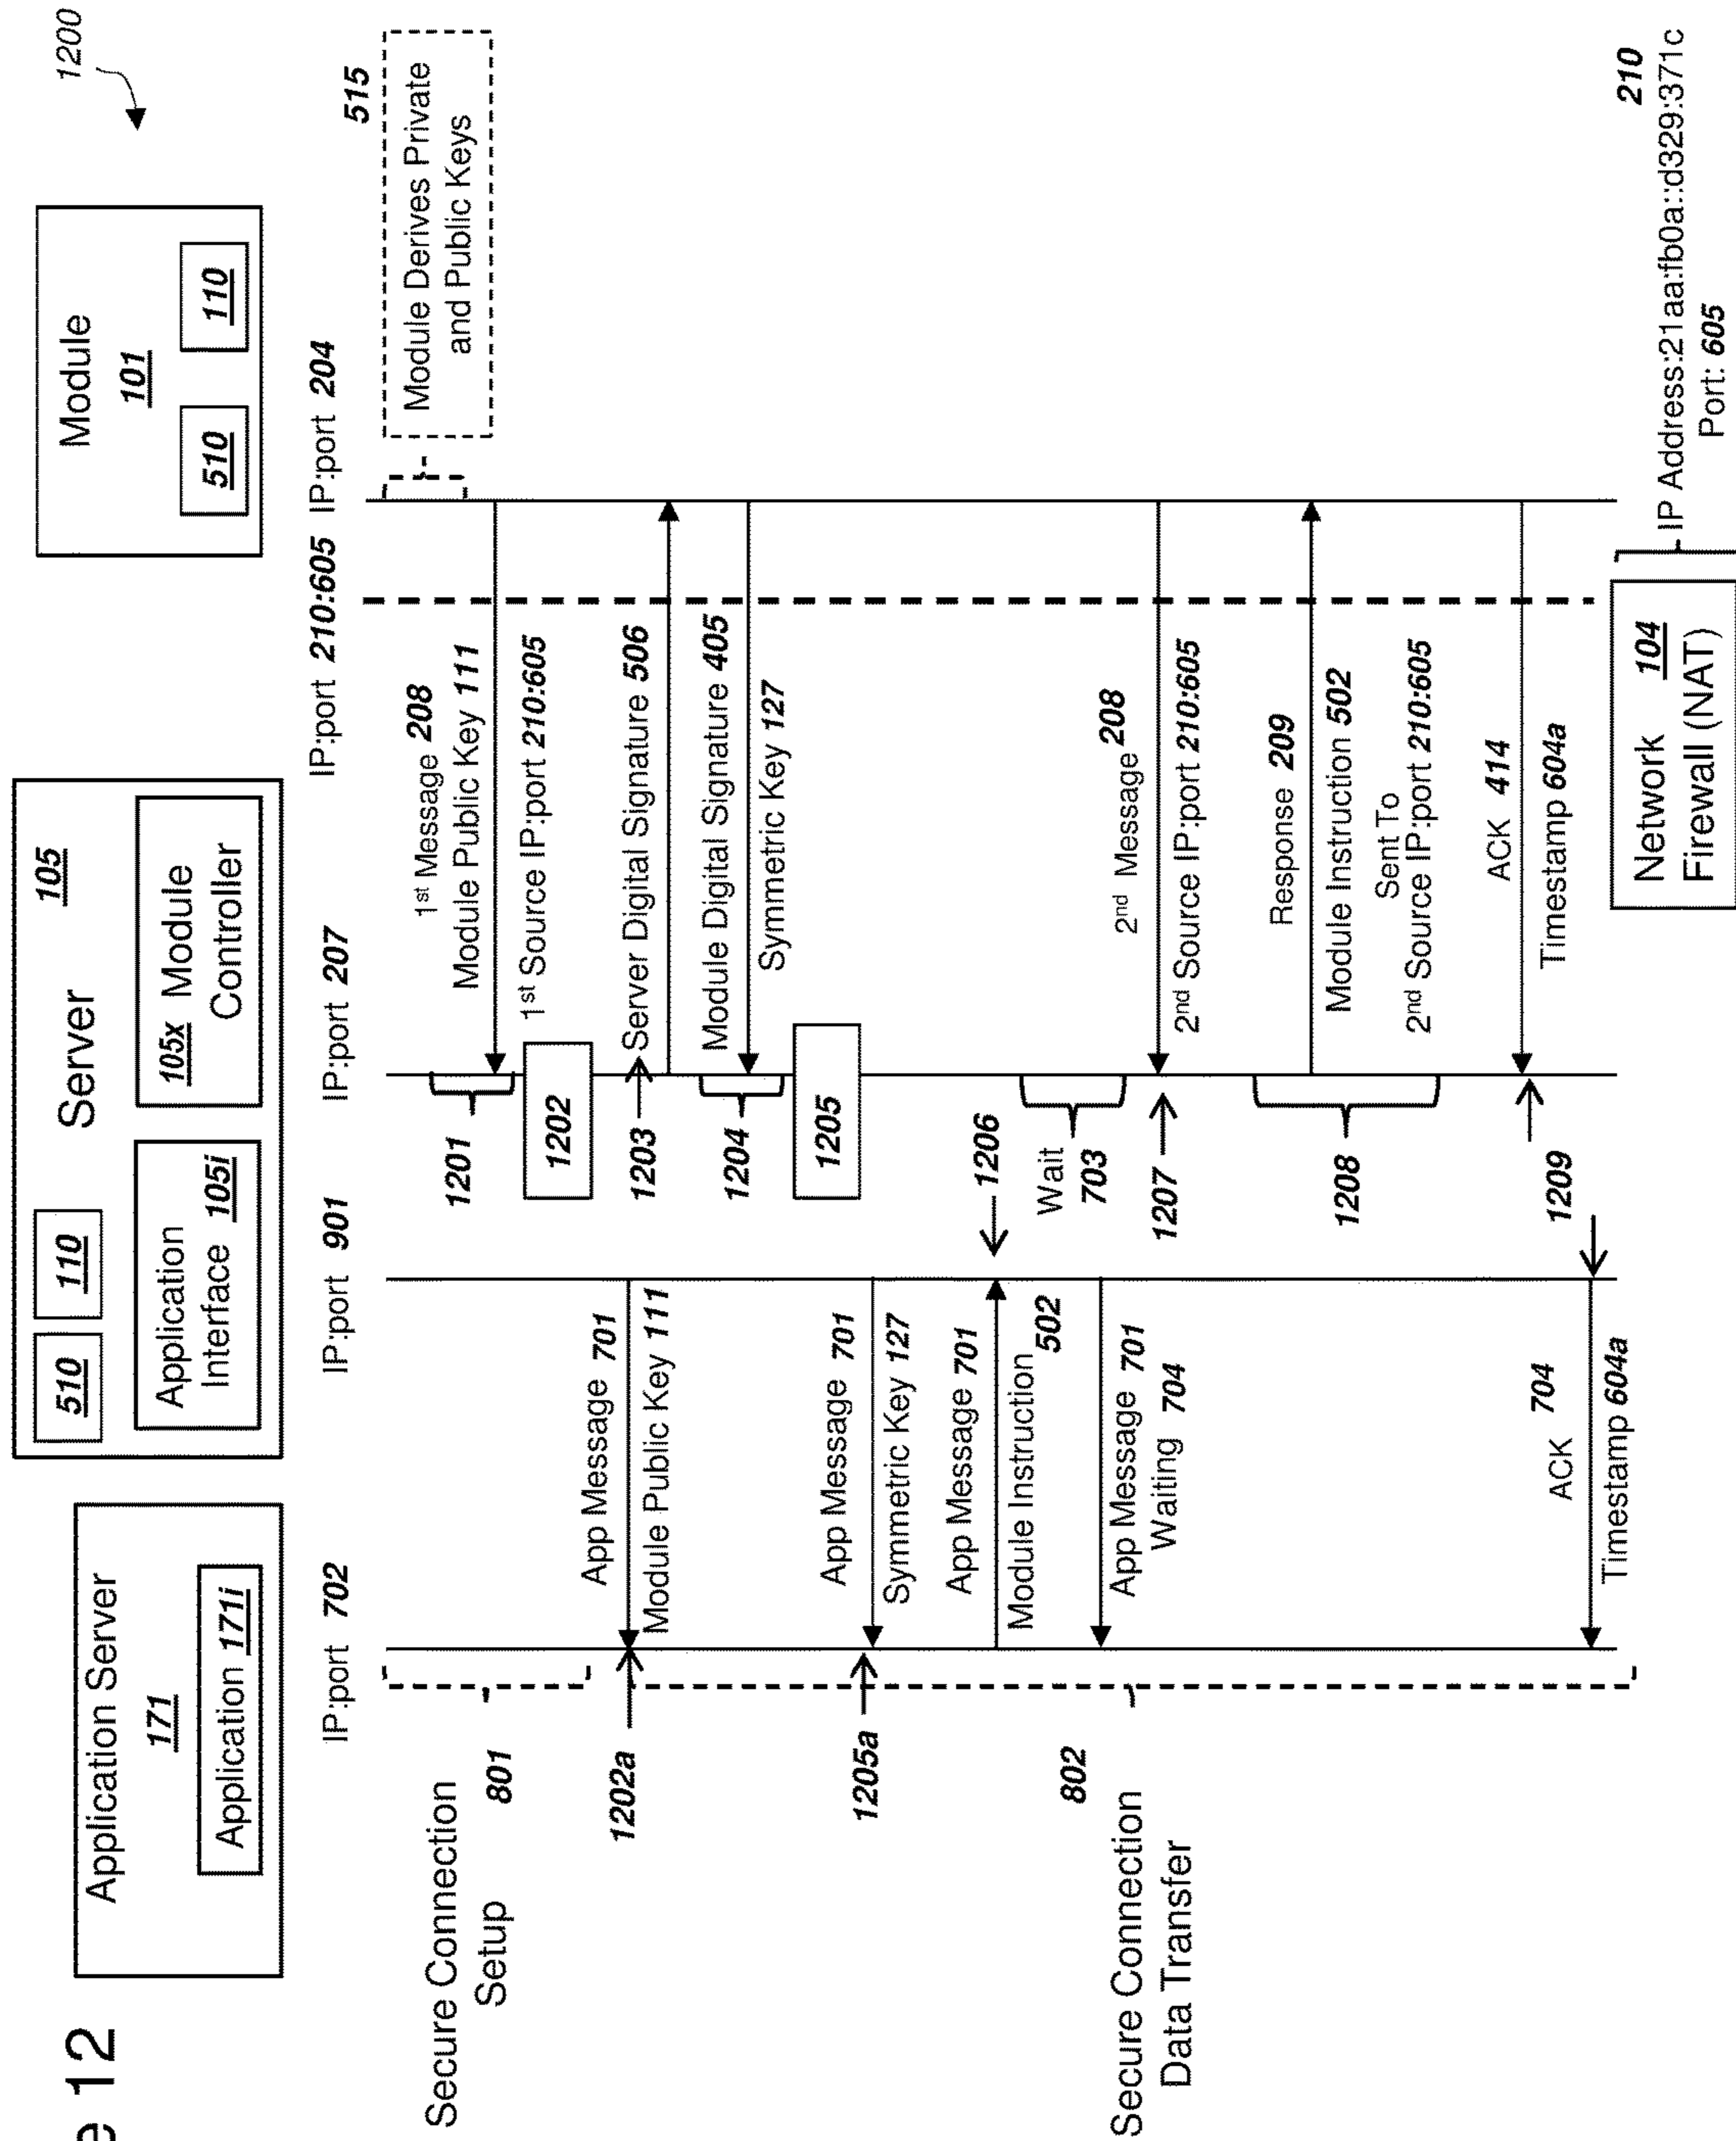 e 12
1200
Application Server
171
Application 171i
Server 105
510
110
Application
Interface 105i
105x Module
Controller
Module
101
510
110
IP:port 702
IP:port 901
IP:port 207
IP:port 210:605
IP:port 204
515
Module Derives Private
and Public Keys
Secure Connection
Setup
801
1201
1st Message 208
Module Public Key 111
1st Source IP:port 210:605
1202
App Message 701
Module Public Key 111
1202a
1203
Server Digital Signature 506
1204
Module Digital Signature 405
Symmetric Key 127
1205
App Message 701
Symmetric Key 127
1205a
App Message 701
Module Instruction
502
1206
Wait
703
App Message 701
Waiting 704
802
Secure Connection
Data Transfer
1207
2nd Message 208
2nd Source IP:port 210:605
1208
Response 209
Module Instruction 502
Sent To
2nd Source IP:port 210:605
1209
ACK 414
Timestamp 604a
ACK 704
Timestamp 604a
Network 104
Firewall (NAT)
210
IP Address:21aa:fb0a::d329:371c
Port: 605